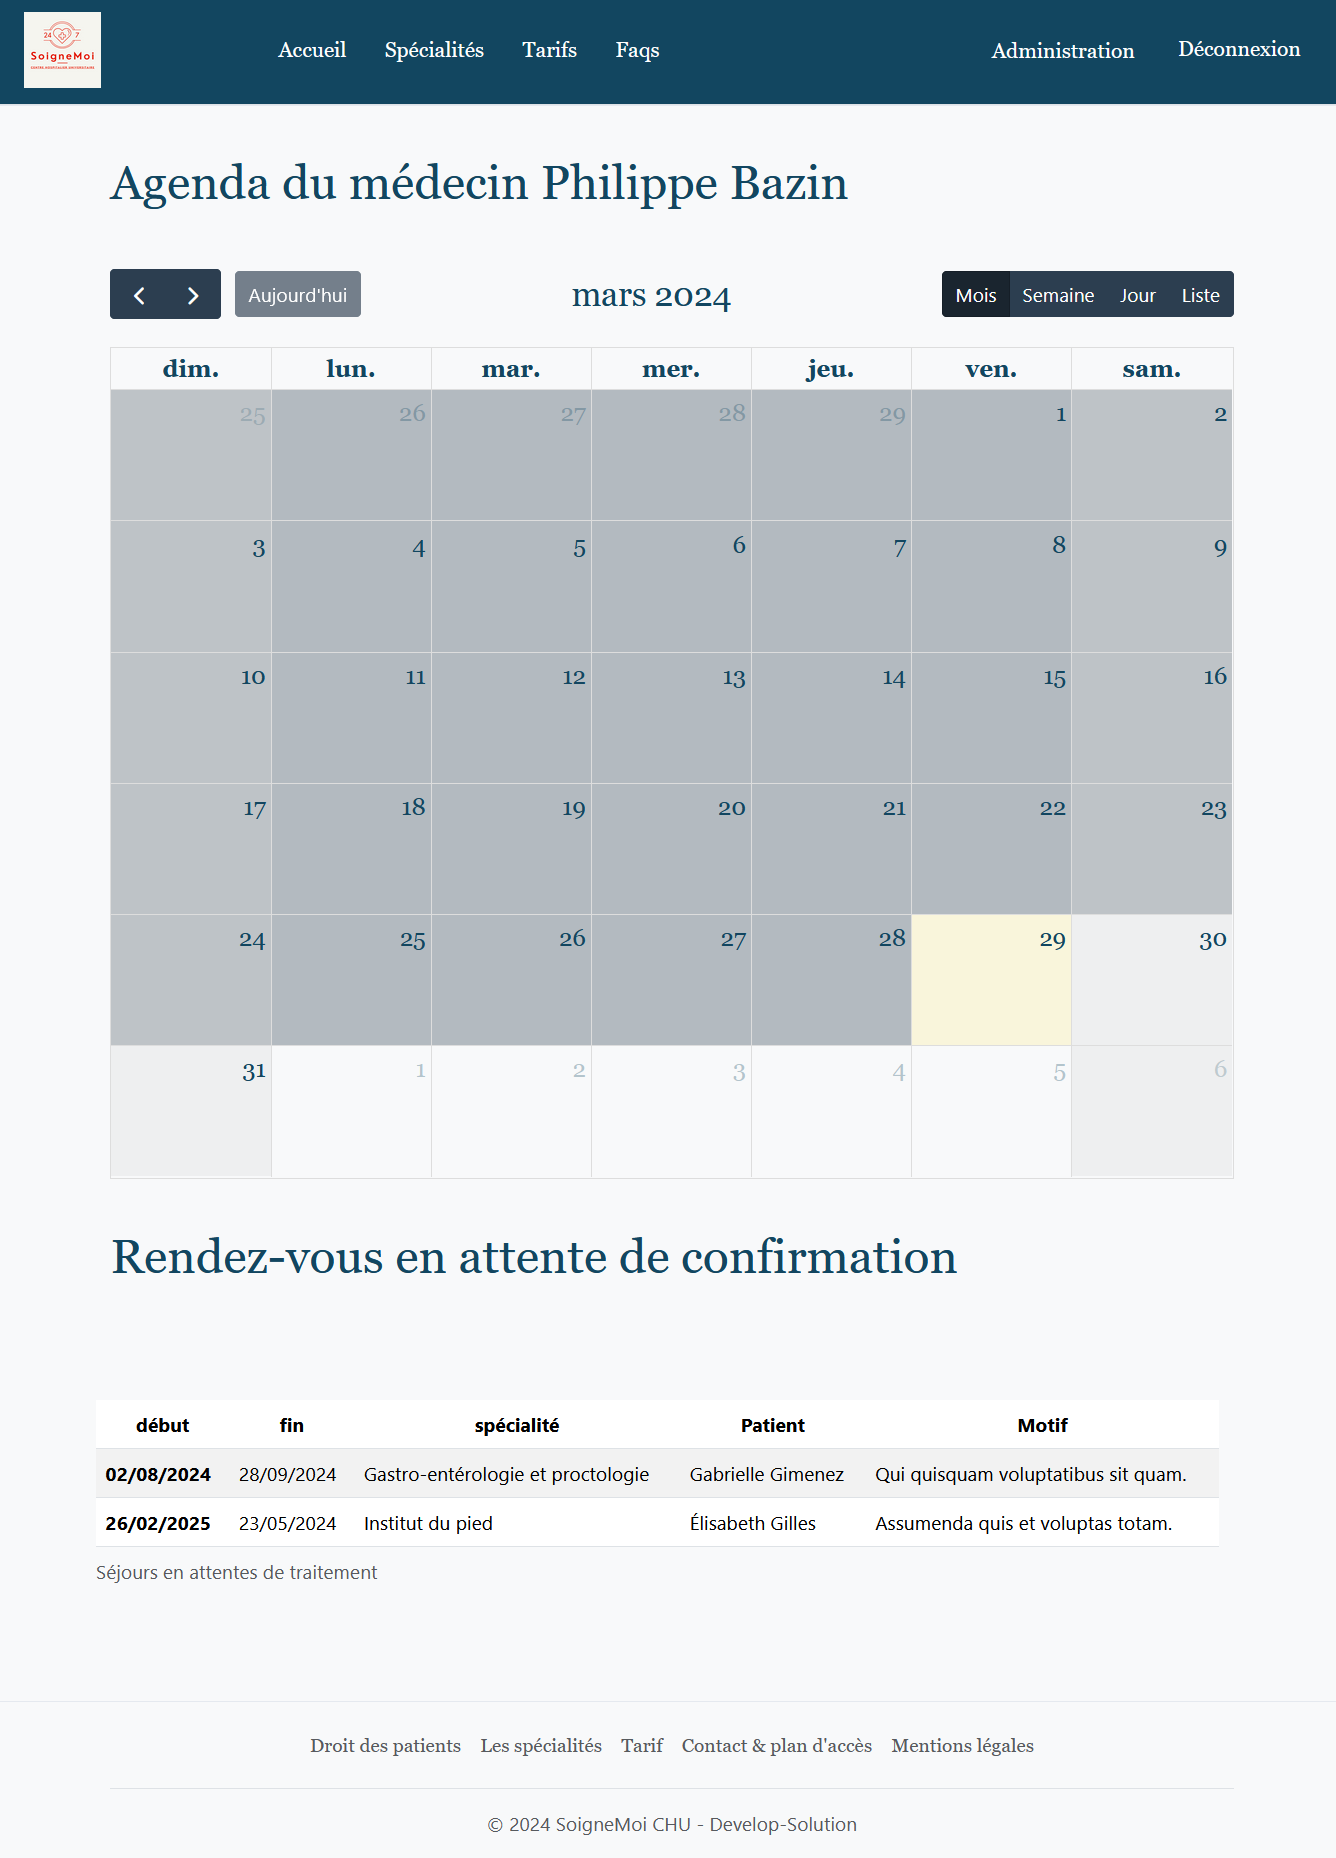 24 7
SoigneMoi
CENTRE HOSPITALIER UNIVERSITAIRE
Accueil Spécialités Tarifs Faqs Administration Déconnexion
Agenda du médecin Philippe Bazin
Aujourd'hui mars 2024 Mois Semaine Jour Liste
dim. lun. mar. mer. jeu. ven. sam.
25 26 27 28 29 1 2
3 4 5 6 7 8 9
10 11 12 13 14 15 16
17 18 19 20 21 22 23
24 25 26 27 28 29 30
31 1 2 3 4 5 6
Rendez-vous en attente de confirmation
début fin spécialité Patient Motif
02/08/2024 28/09/2024 Gastro-entérologie et proctologie Gabrielle Gimenez Qui quisquam voluptatibus sit quam.
26/02/2025 23/05/2024 Institut du pied Élisabeth Gilles Assumenda quis et voluptas totam.
Séjours en attentes de traitement
Droit des patients Les spécialités Tarif Contact & plan d'accès Mentions légales
© 2024 SoigneMoi CHU - Develop-Solution